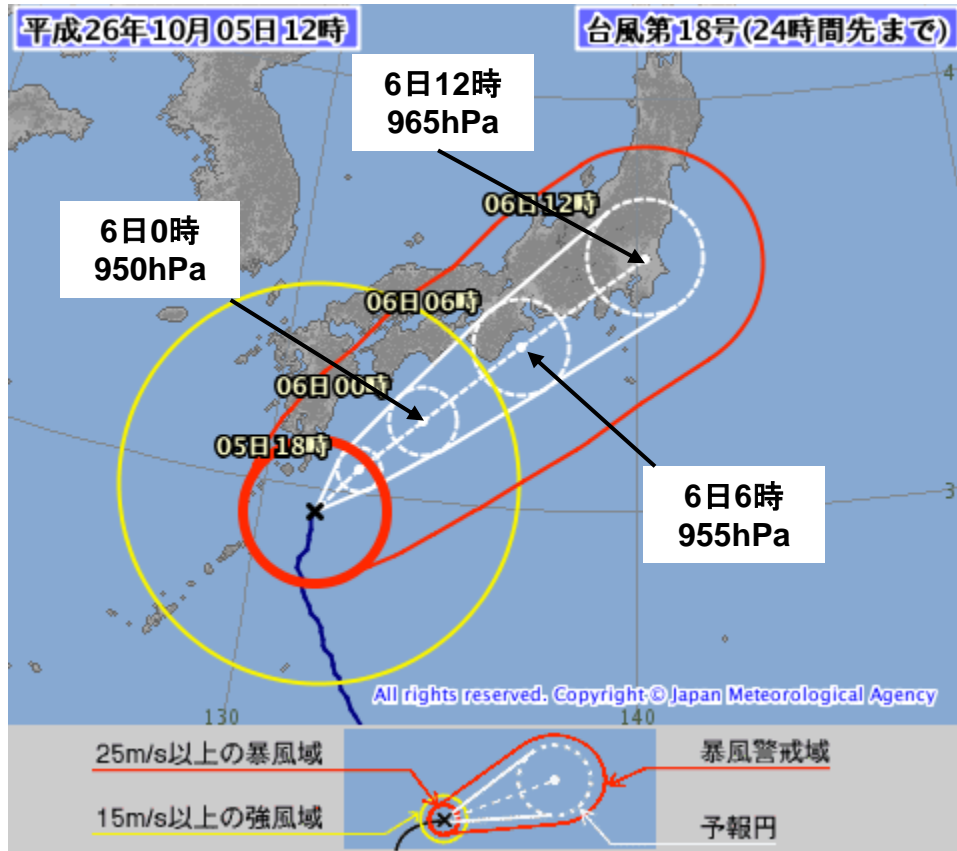 平成26年10月05日12時
台風第18号(24時間先まで)
6日12時
965hPa
4
06日12時
6日0時
950hPa
06日06時
06日00時
05日18時
3
6日6時
955hPa
All rights reserved. Copyright © Japan Meteorological Agency
130
140
25m/s以上の暴風域
暴風警戒域
15m/s以上の強風域
予報円